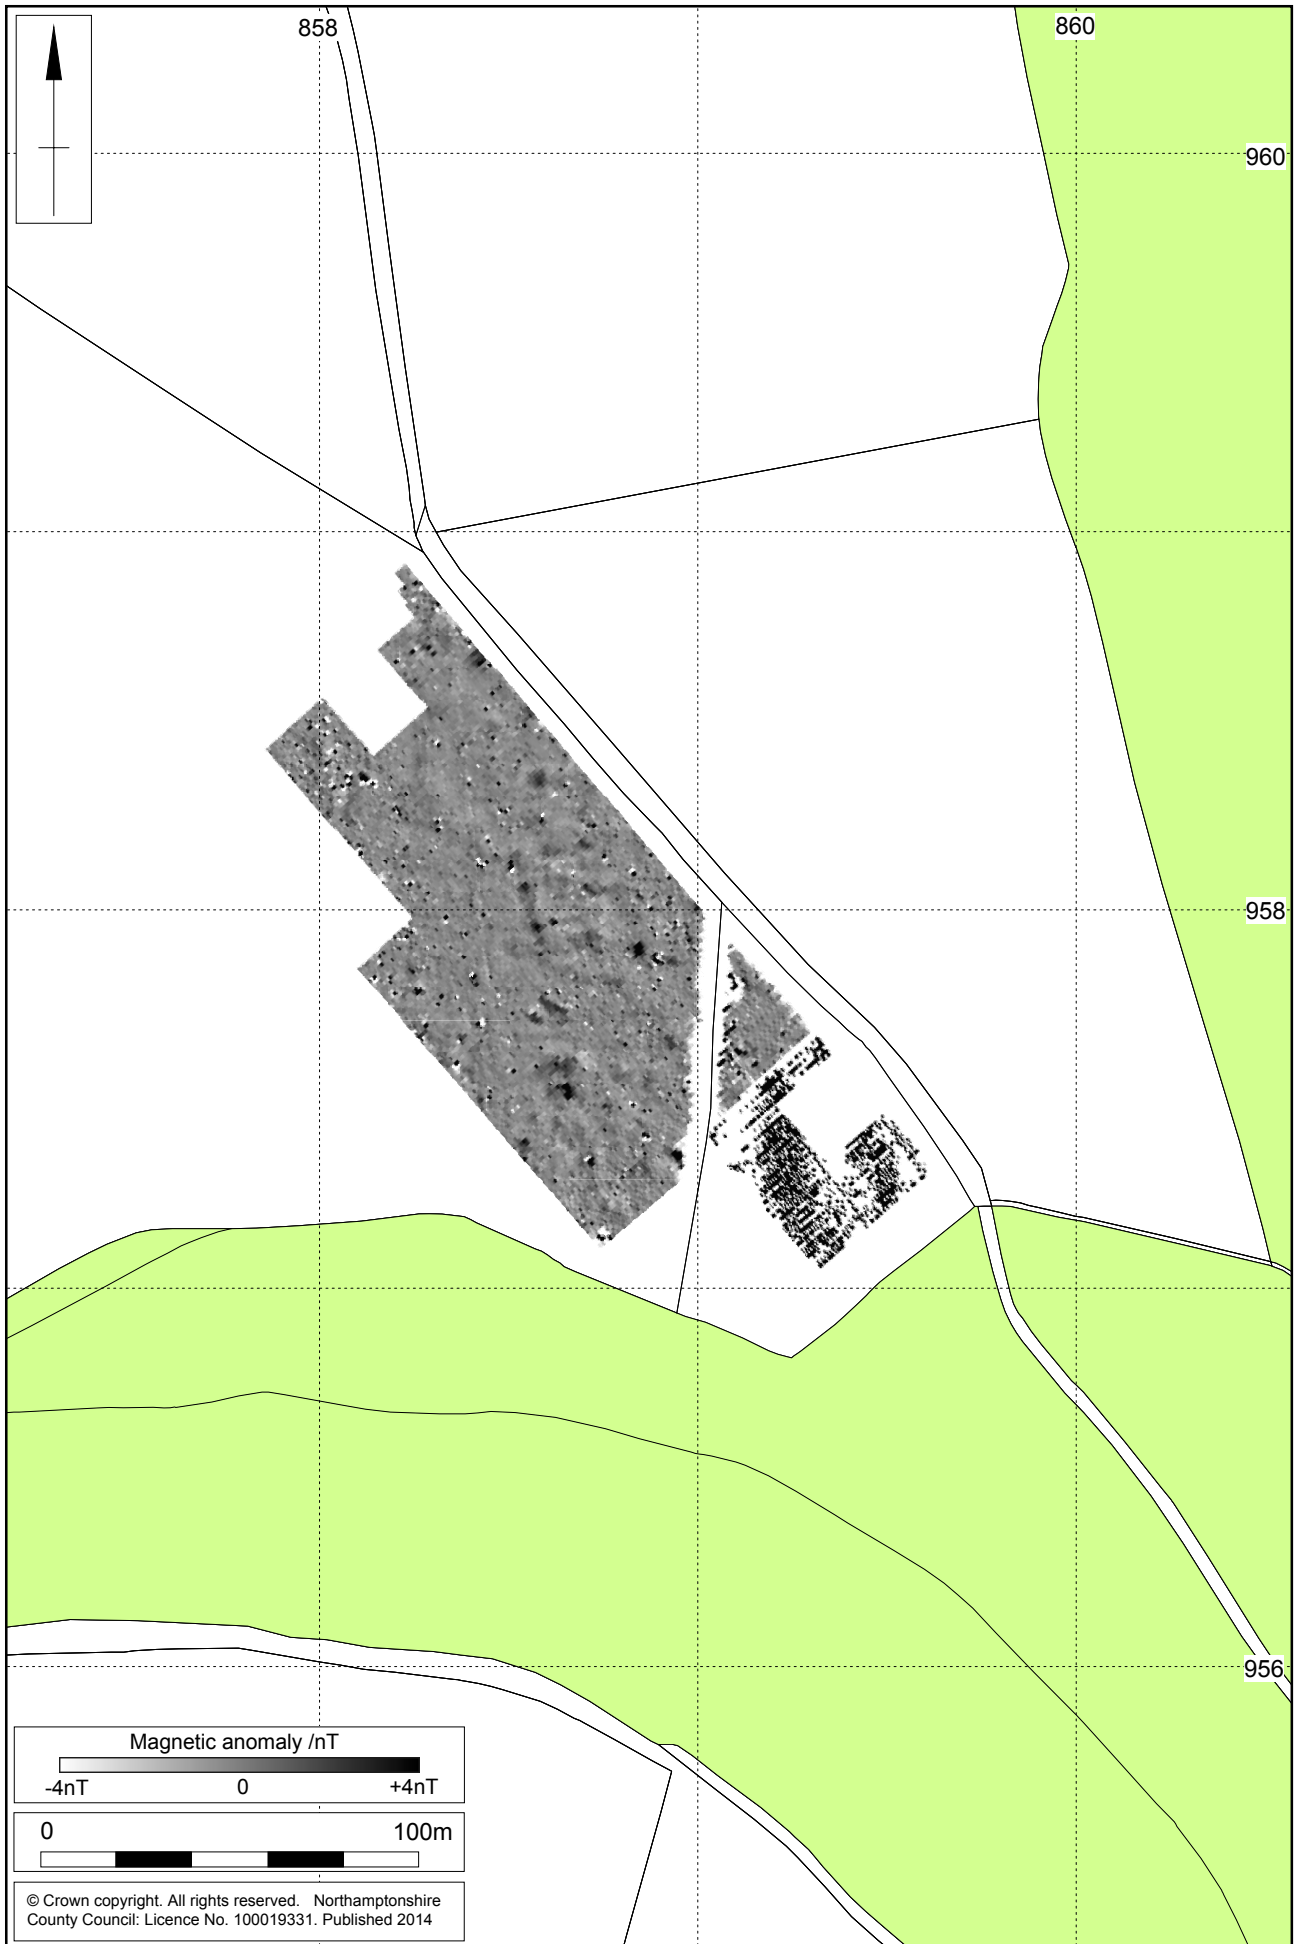 858
860
960
958
956
Magnetic anomaly /nT
-4nT 0 +4nT
0 100m
© Crown copyright. All rights reserved. Northamptonshire
County Council: Licence No. 100019331. Published 2014